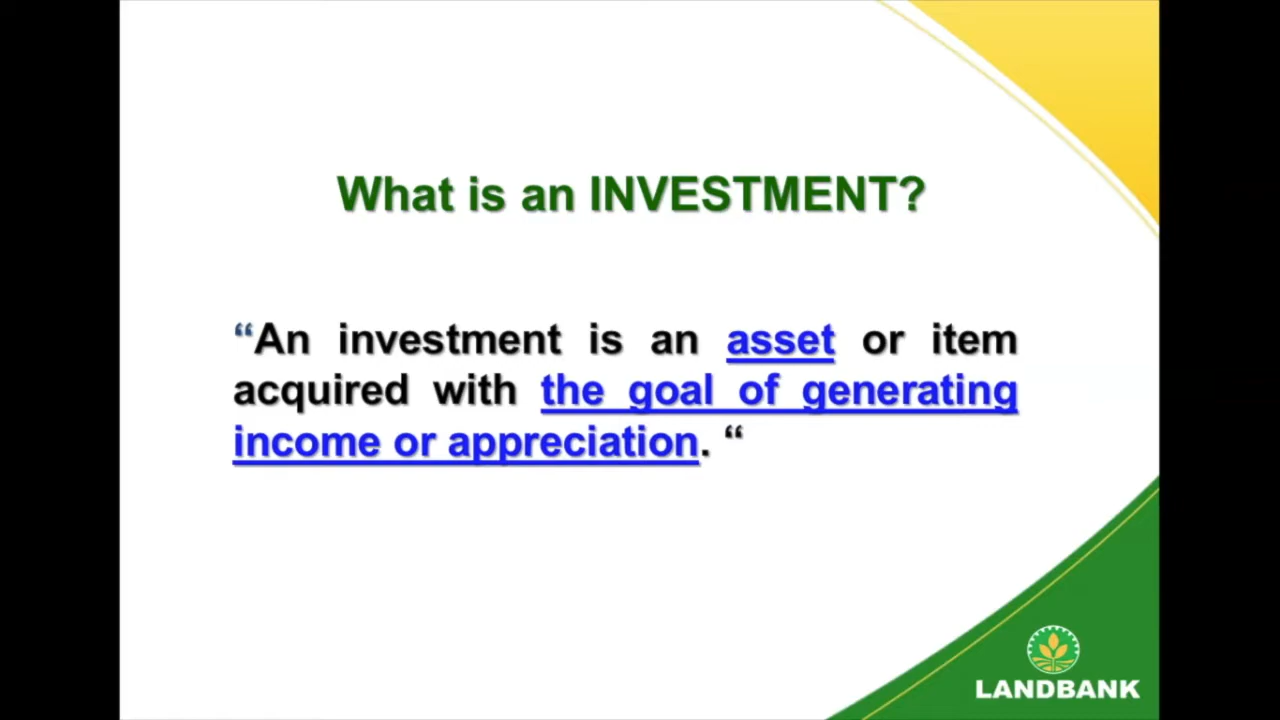 What is an INVESTMENT?
“An investment is an asset or item
acquired with the goal of generating
income or appreciation. “
LANDBANK